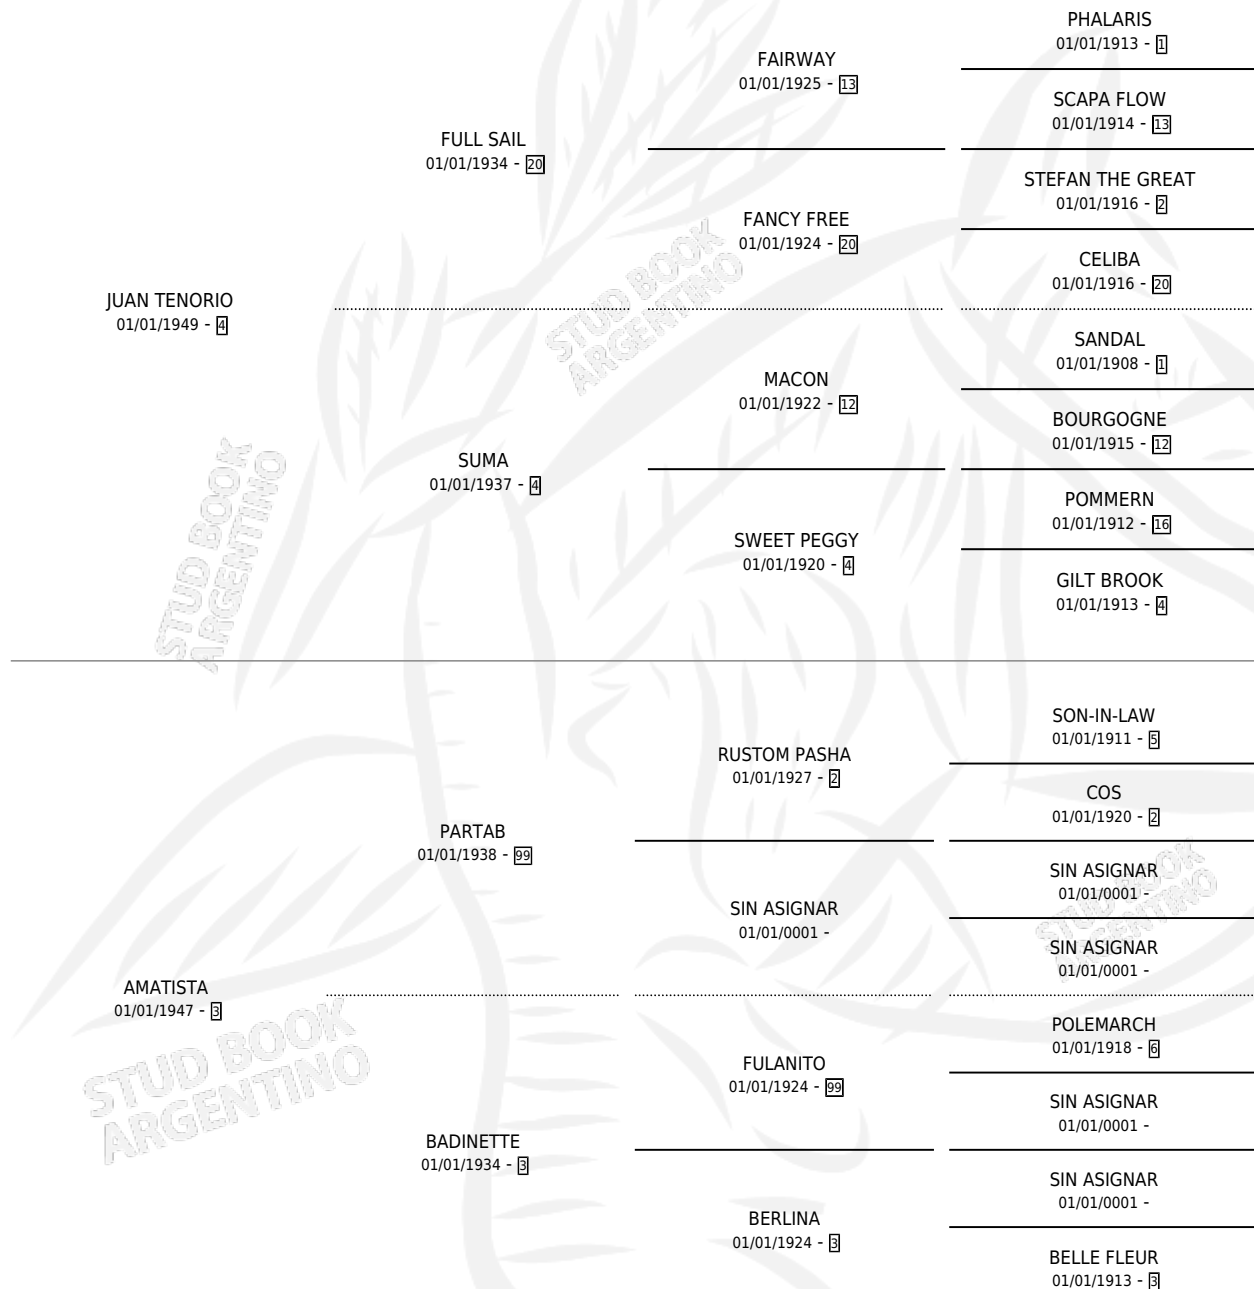 PHALARIS
01/01/1913 - 1
FAIRWAY
01/01/1925 - 13
SCAPA FLOW
01/01/1914 - 13
FULL SAIL
01/01/1934 - 20
STEFAN THE GREAT
01/01/1916 - 2
FANCY FREE
01/01/1924 - 20
CELIBA
01/01/1916 - 20
JUAN TENORIO
01/01/1949 - 4
STUD BOOK
ARGENTINO
SANDAL
01/01/1908 - 1
MACON
01/01/1922 - 12
BOURGOGNE
01/01/1915 - 12
SUMA
01/01/1937 - 4
POMMERN
01/01/1912 - 16
SWEET PEGGY
01/01/1920 - 4
GILT BROOK
01/01/1913 - 4
STUD BOOK
ARGENTINO
SON-IN-LAW
01/01/1911 - 5
RUSTOM PASHA
01/01/1927 - 2
COS
01/01/1920 - 2
PARTAB
01/01/1938 - 99
SIN ASIGNAR
01/01/0001 -
SIN ASIGNAR
01/01/0001 -
SIN ASIGNAR
01/01/0001 -
STUD BOOK
ARGENTINO
AMATISTA
01/01/1947 - 3
STUD BOOK
ARGENTINO
POLEMARCH
01/01/1918 - 6
FULANITO
01/01/1924 - 99
SIN ASIGNAR
01/01/0001 -
BADINETTE
01/01/1934 - 3
SIN ASIGNAR
01/01/0001 -
BERLINA
01/01/1924 - 3
BELLE FLEUR
01/01/1913 - 3